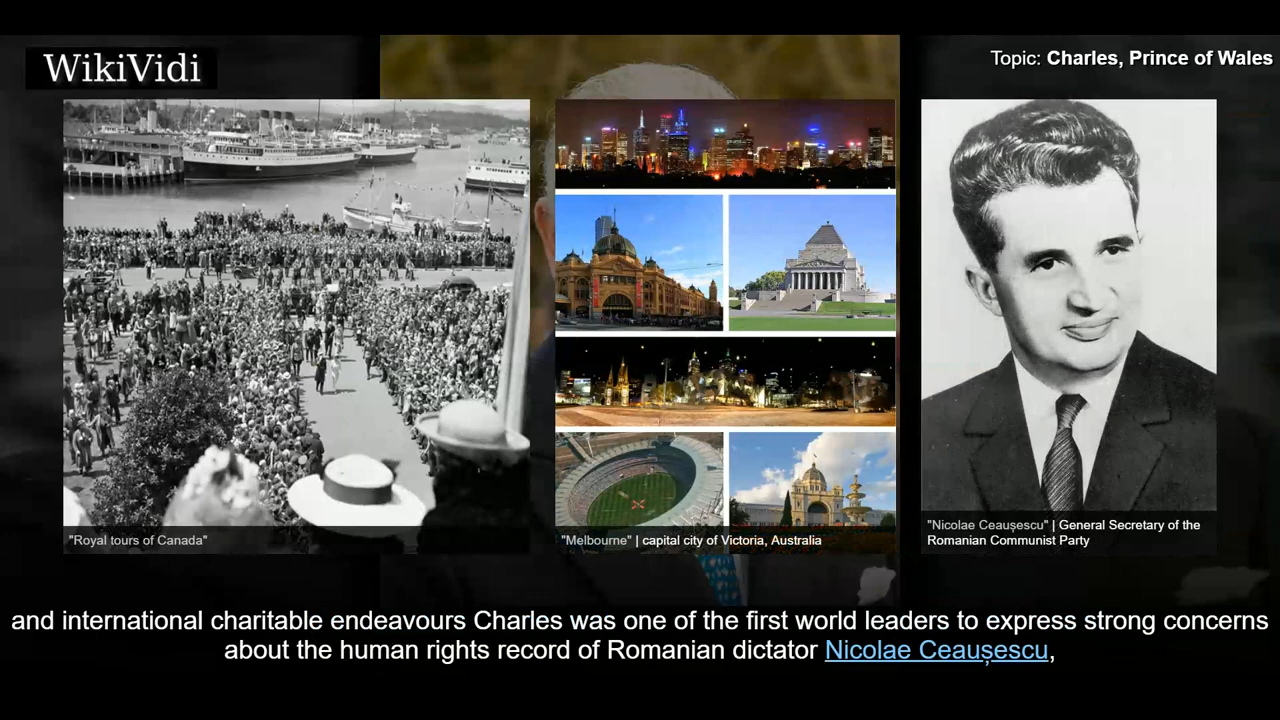 WikiVidi
Topic: Charles, Prince of Wales
"Royal tours of Canada"
"Melbourne" | capital city of Victoria, Australia
"Nicolae Ceaușescu" | General Secretary of the
Romanian Communist Party
and international charitable endeavours Charles was one of the first world leaders to express strong concerns
about the human rights record of Romanian dictator Nicolae Ceaușescu,